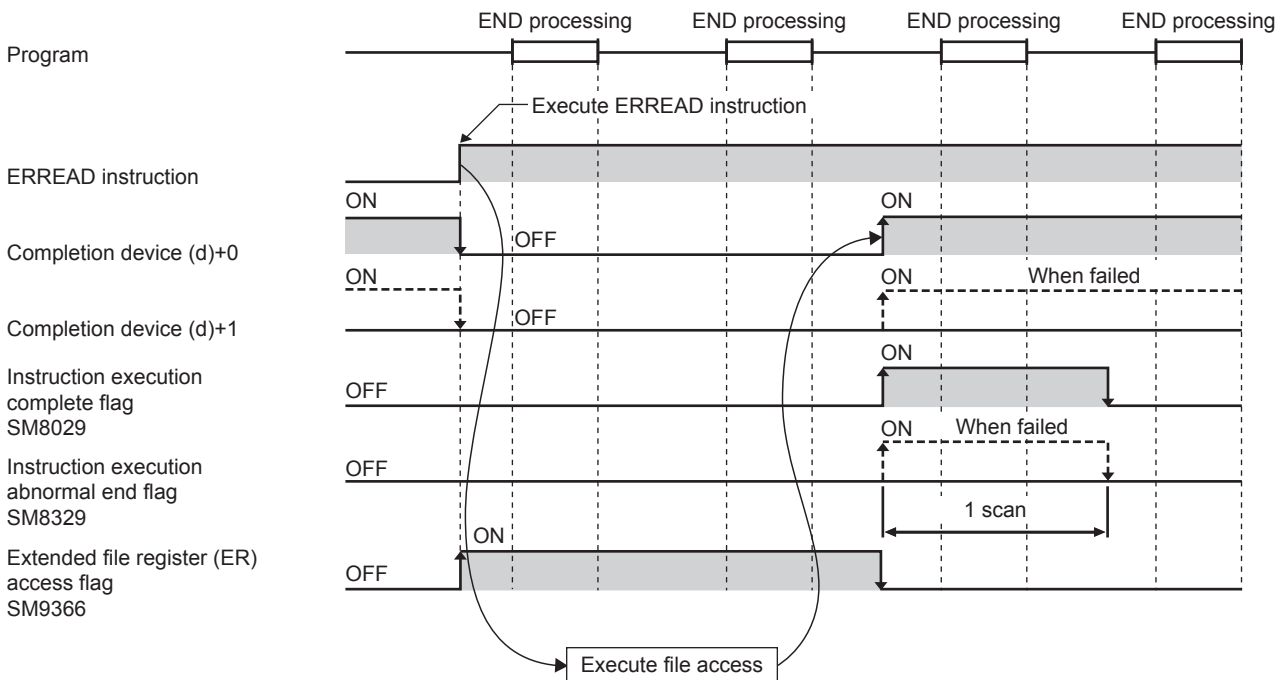 END processing END processing END processing END processing
Program
Execute ERREAD instruction
ERREAD instruction
ON ON
Completion device (d)+0
OFF
ON ON When failed
Completion device (d)+1
OFF
ON
Instruction execution
complete flag
SM8029
OFF
ON When failed
Instruction execution
abnormal end flag
SM8329
OFF
1 scan
ON
Extended file register (ER)
access flag
SM9366
OFF
Execute file access